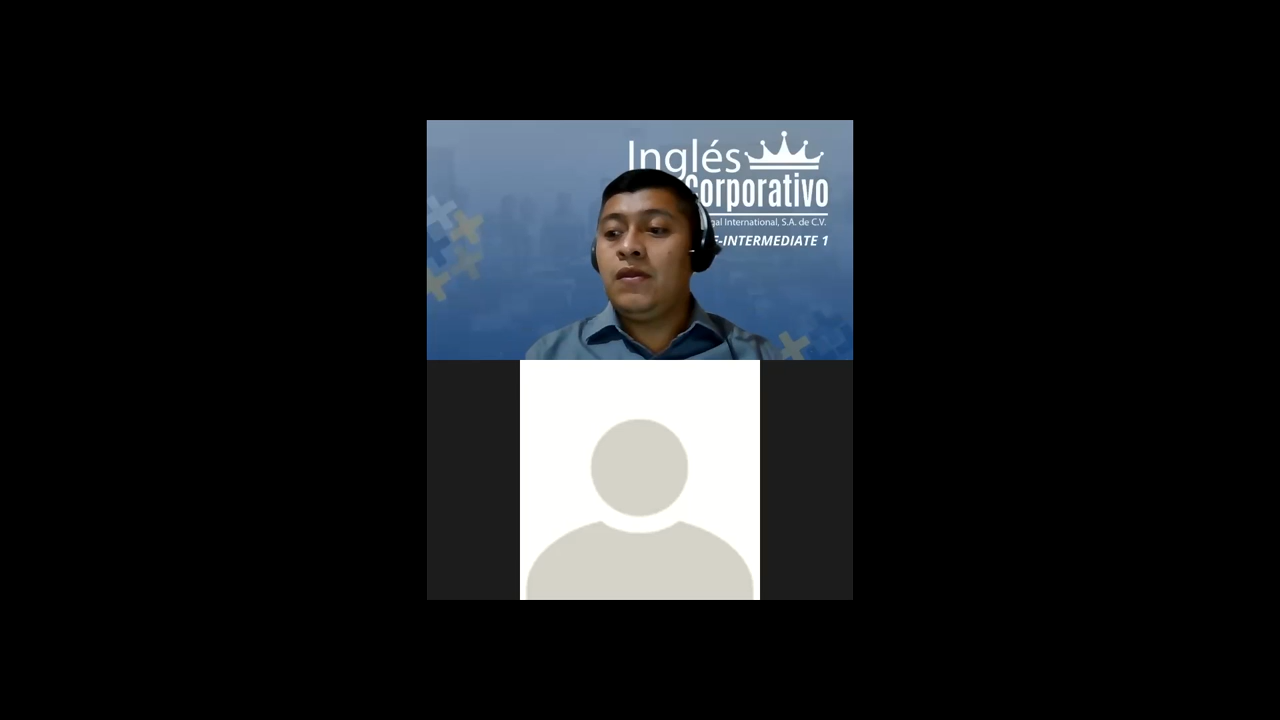 Inglés
Corporativo
International, S.A. de C.V.
-INTERMEDIATE 1